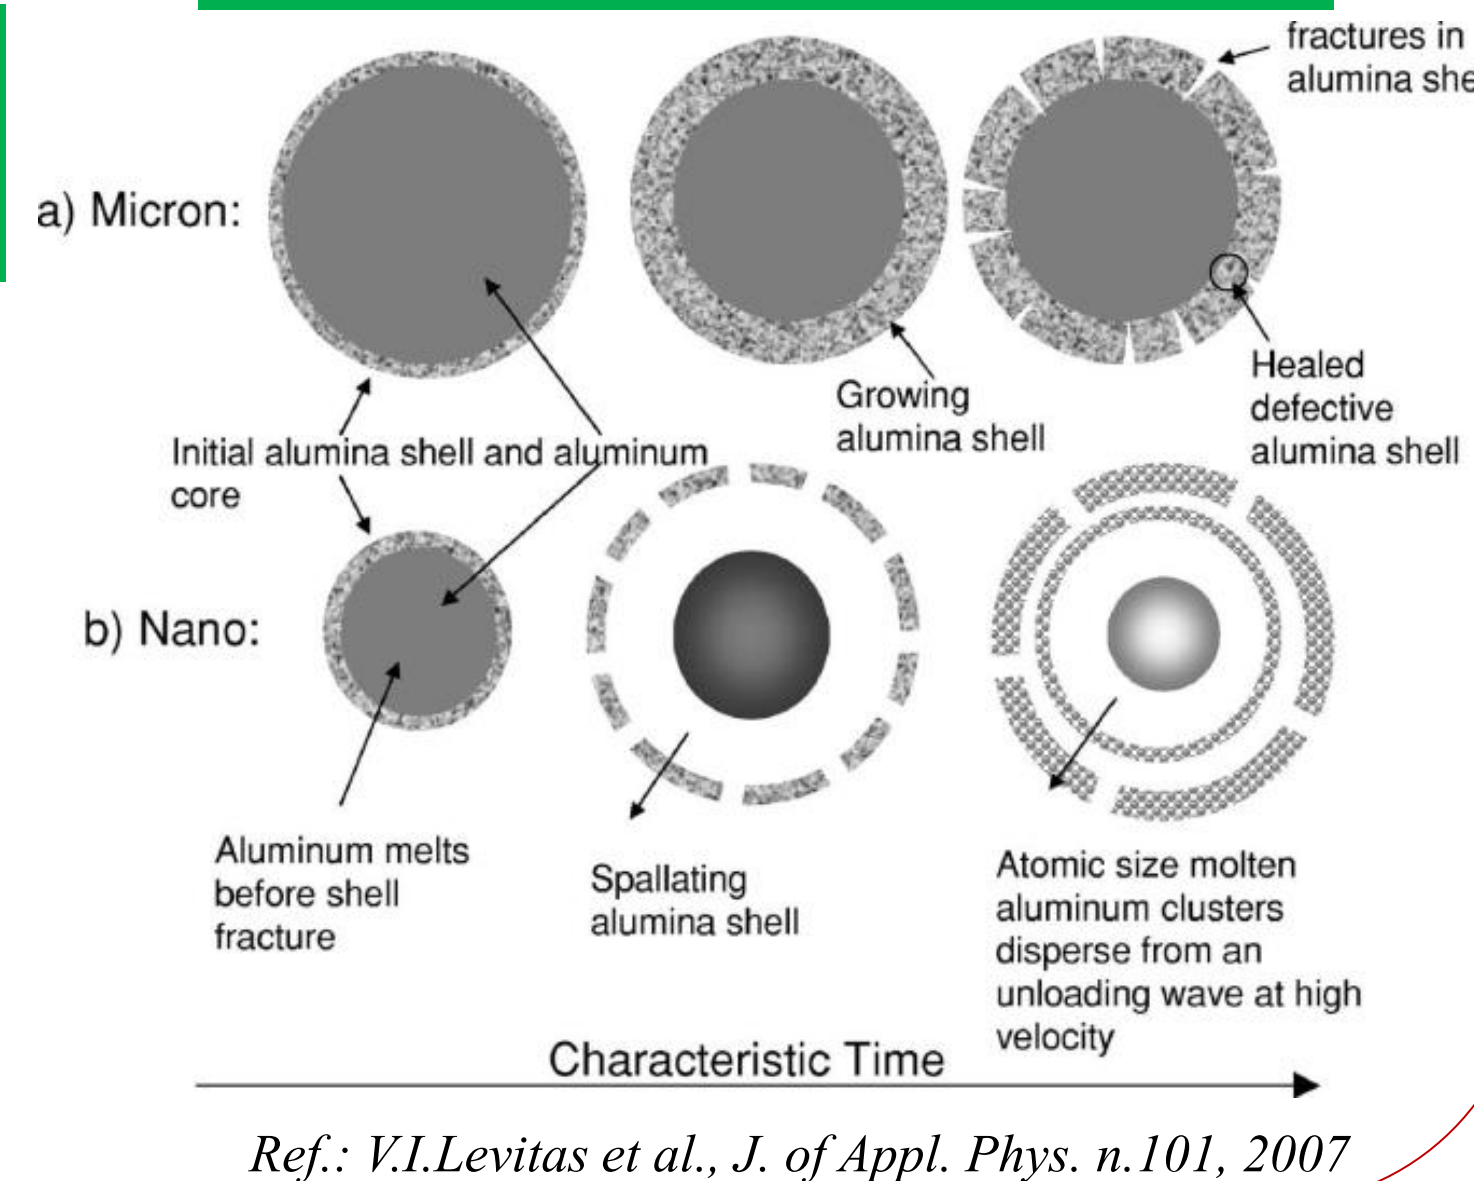 fractures in
alumina she
a) Micron:
Growing
alumina shell
Healed
defective
alumina shell
Initial alumina shell and aluminum
core
b) Nano:
Aluminum melts
before shell
fracture
Spallating
alumina shell
Atomic size molten
aluminum clusters
disperse from an
unloading wave at high
velocity
Characteristic Time
Ref.: V.I.Levitas et al., J. of Appl. Phys. n.101, 2007